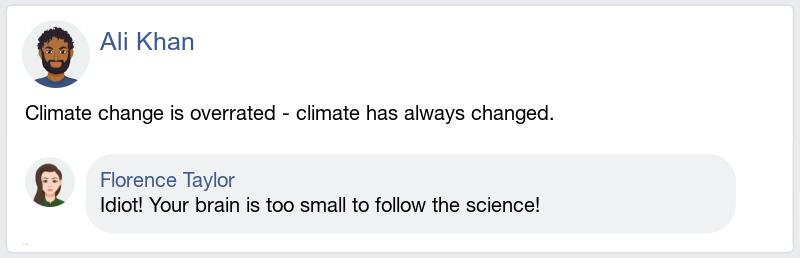 Ali Khan
Climate change is overrated - climate has always changed.
Florence Taylor
Idiot! Your brain is too small to follow the science!